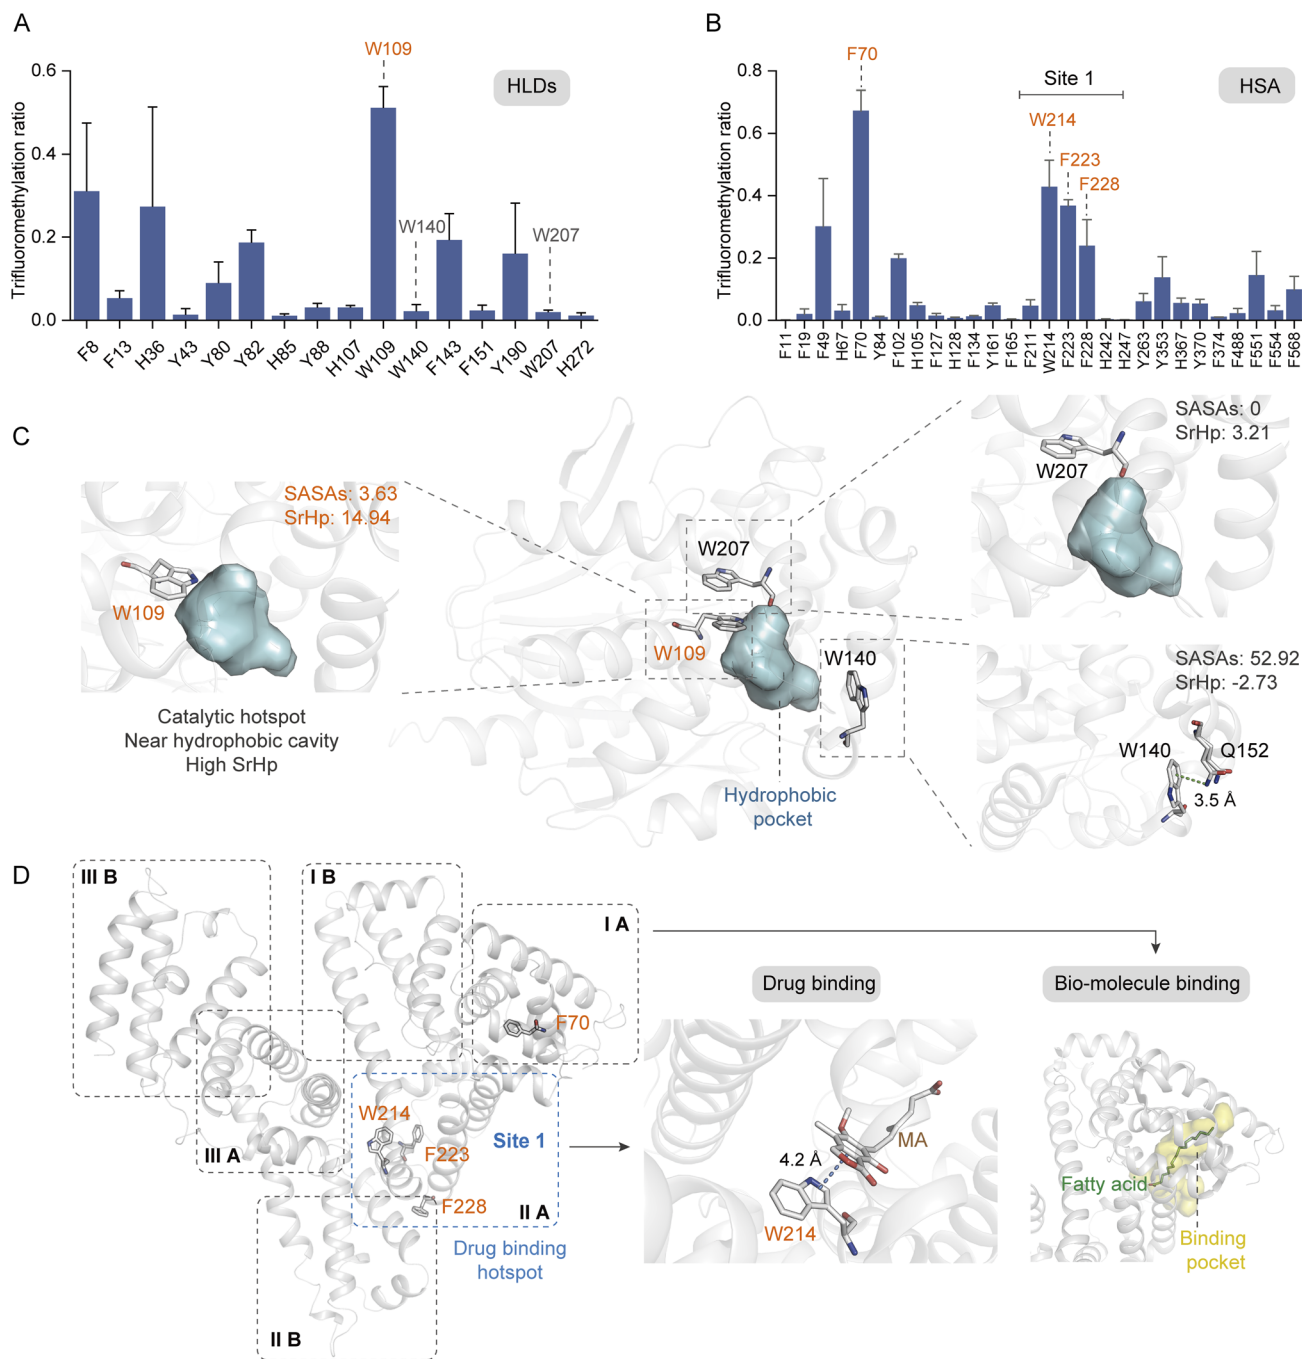 A
HLDs
Trifluoromethylation ratio
0.6
0.4
0.2
0.0
W109
W140
W207
F8
F13
H36
Y43
Y80
Y82
H85
Y88
H107
W109
W140
F143
F151
Y190
W207
H272
B
HSA
Trifluoromethylation ratio
0.8
0.6
0.4
0.2
0.0
F70
Site 1
W214
F223
F228
F11
F19
F49
H67
F70
Y84
F102
H105
F127
H128
F134
Y161
F165
F211
W214
F223
F228
H242
H247
Y263
Y353
H367
Y370
F374
F488
F551
F554
F568
C
SASAs: 3.63
SrHp: 14.94
W109
Catalytic hotspot
Near hydrophobic cavity
High SrHp
W207
W109
W140
Hydrophobic
pocket
SASAs: 0
SrHp: 3.21
W207
SASAs: 52.92
SrHp: -2.73
W140
Q152
3.5 Å
D
III B
I B
I A
F70
W214
Site 1
F223
III A
F228
II A
Drug binding
hotspot
II B
Drug binding
MA
4.2 Å
W214
Bio-molecule binding
Fatty acid
Binding
pocket